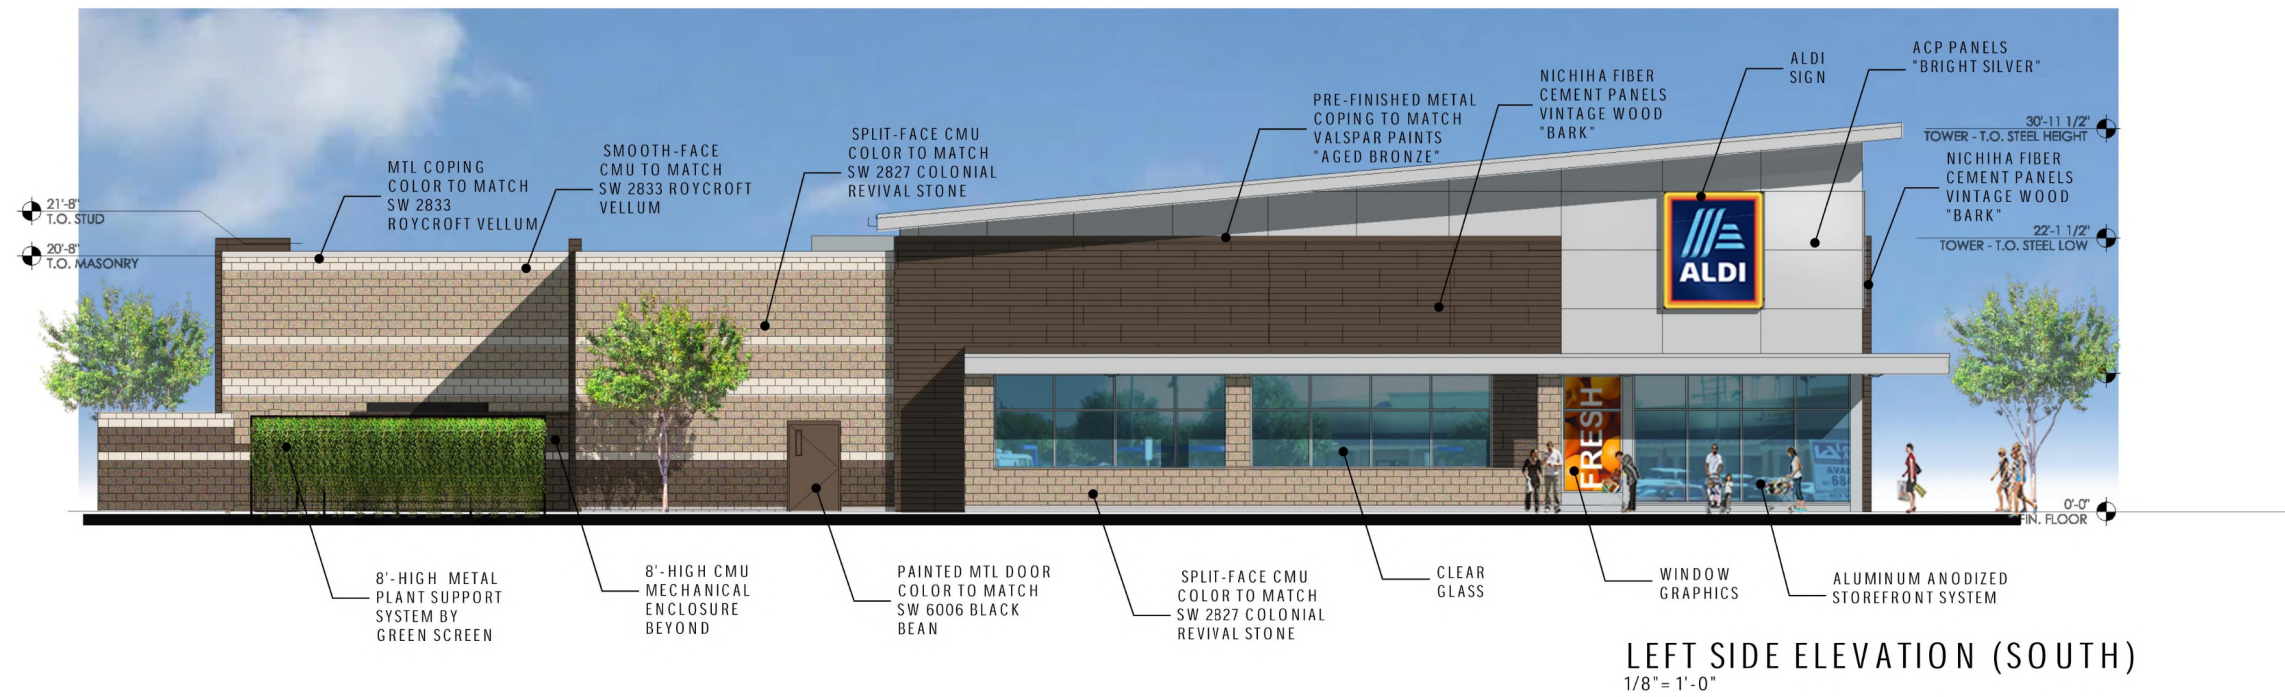 ALDI
SIGN
ACP PANELS
"BRIGHT SILVER"
NICHIHA FIBER
CEMENT PANELS
VINTAGE WOOD
"BARK"
PRE-FINISHED METAL
COPING TO MATCH
VALSPAR PAINTS
"AGED BRONZE"
SPLIT-FACE CMU
COLOR TO MATCH
SW 2827 COLONIAL
REVIVAL STONE
SMOOTH-FACE
CMU TO MATCH
SW 2833 ROYCROFT
VELLUM
MTL COPING
COLOR TO MATCH
SW 2833
ROYCROFT VELLUM
30'-11 1/2"
TOWER - T.O. STEEL HEIGHT
NICHIHA FIBER
CEMENT PANELS
VINTAGE WOOD
"BARK"
21'-8"
T.O. STUD
20'-8"
T.O. MASONRY
22'-1 1/2"
TOWER - T.O. STEEL LOW
ALDI
FRESH
0'-0"
FIN. FLOOR
8'-HIGH METAL
PLANT SUPPORT
SYSTEM BY
GREEN SCREEN
8'-HIGH CMU
MECHANICAL
ENCLOSURE
BEYOND
PAINTED MTL DOOR
COLOR TO MATCH
SW 6006 BLACK
BEAN
SPLIT-FACE CMU
COLOR TO MATCH
SW 2827 COLONIAL
REVIVAL STONE
CLEAR
GLASS
WINDOW
GRAPHICS
ALUMINUM ANODIZED
STOREFRONT SYSTEM
LEFT SIDE ELEVATION (SOUTH)
1/8"= 1'-0"